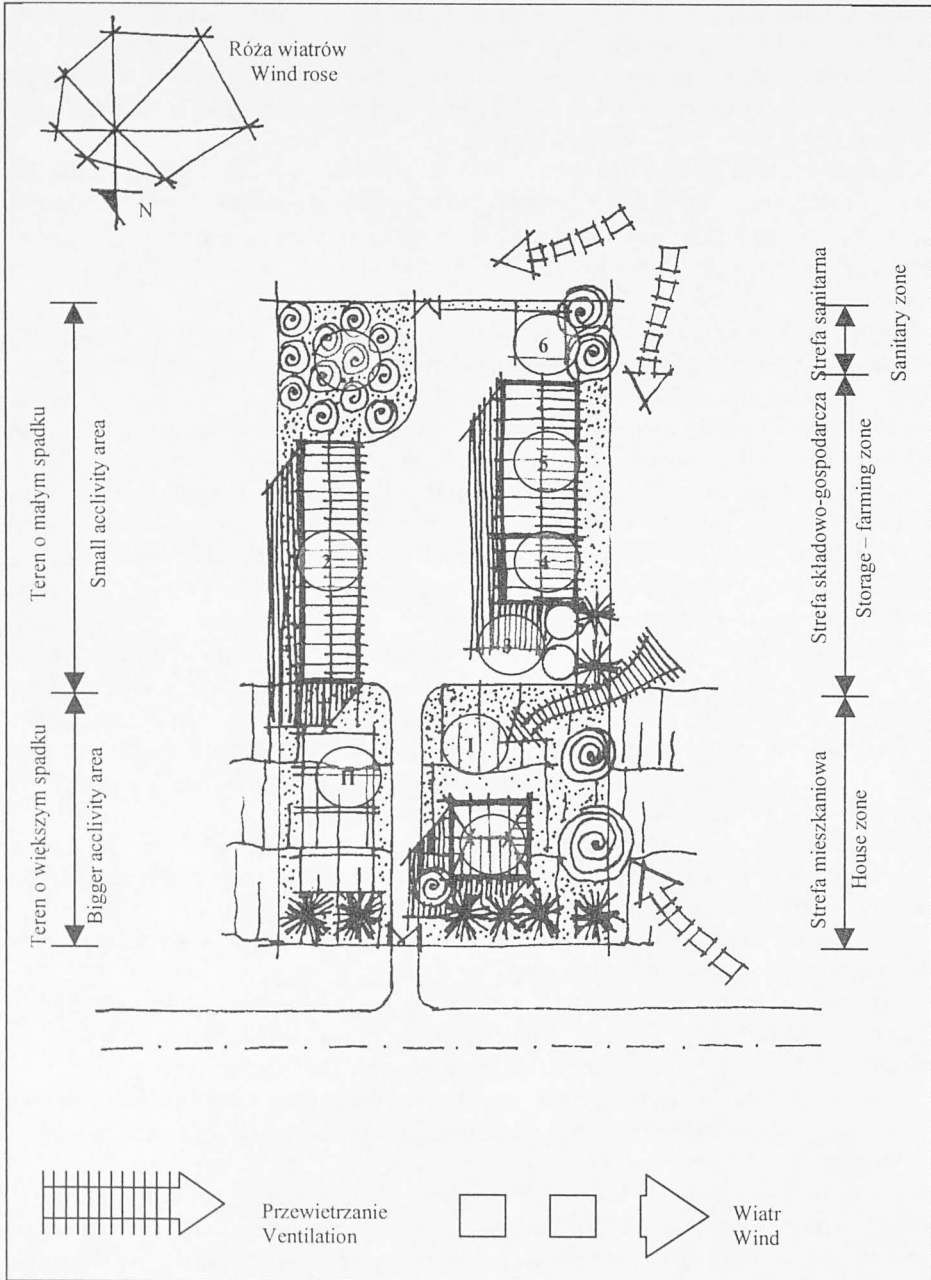 Róża wiatrów
Wind rose
N
Teren o małym spadku
Small acclivity area
Teren o większym spadku
Bigger acclivity area
6
5
2
4
3
I
II
Strefa sanitarna
Sanitary zone
Strefa składowo-gospodarcza
Storage – farming zone
Strefa mieszkaniowa
House zone
Przewietrzanie
Ventilation
Wiatr
Wind